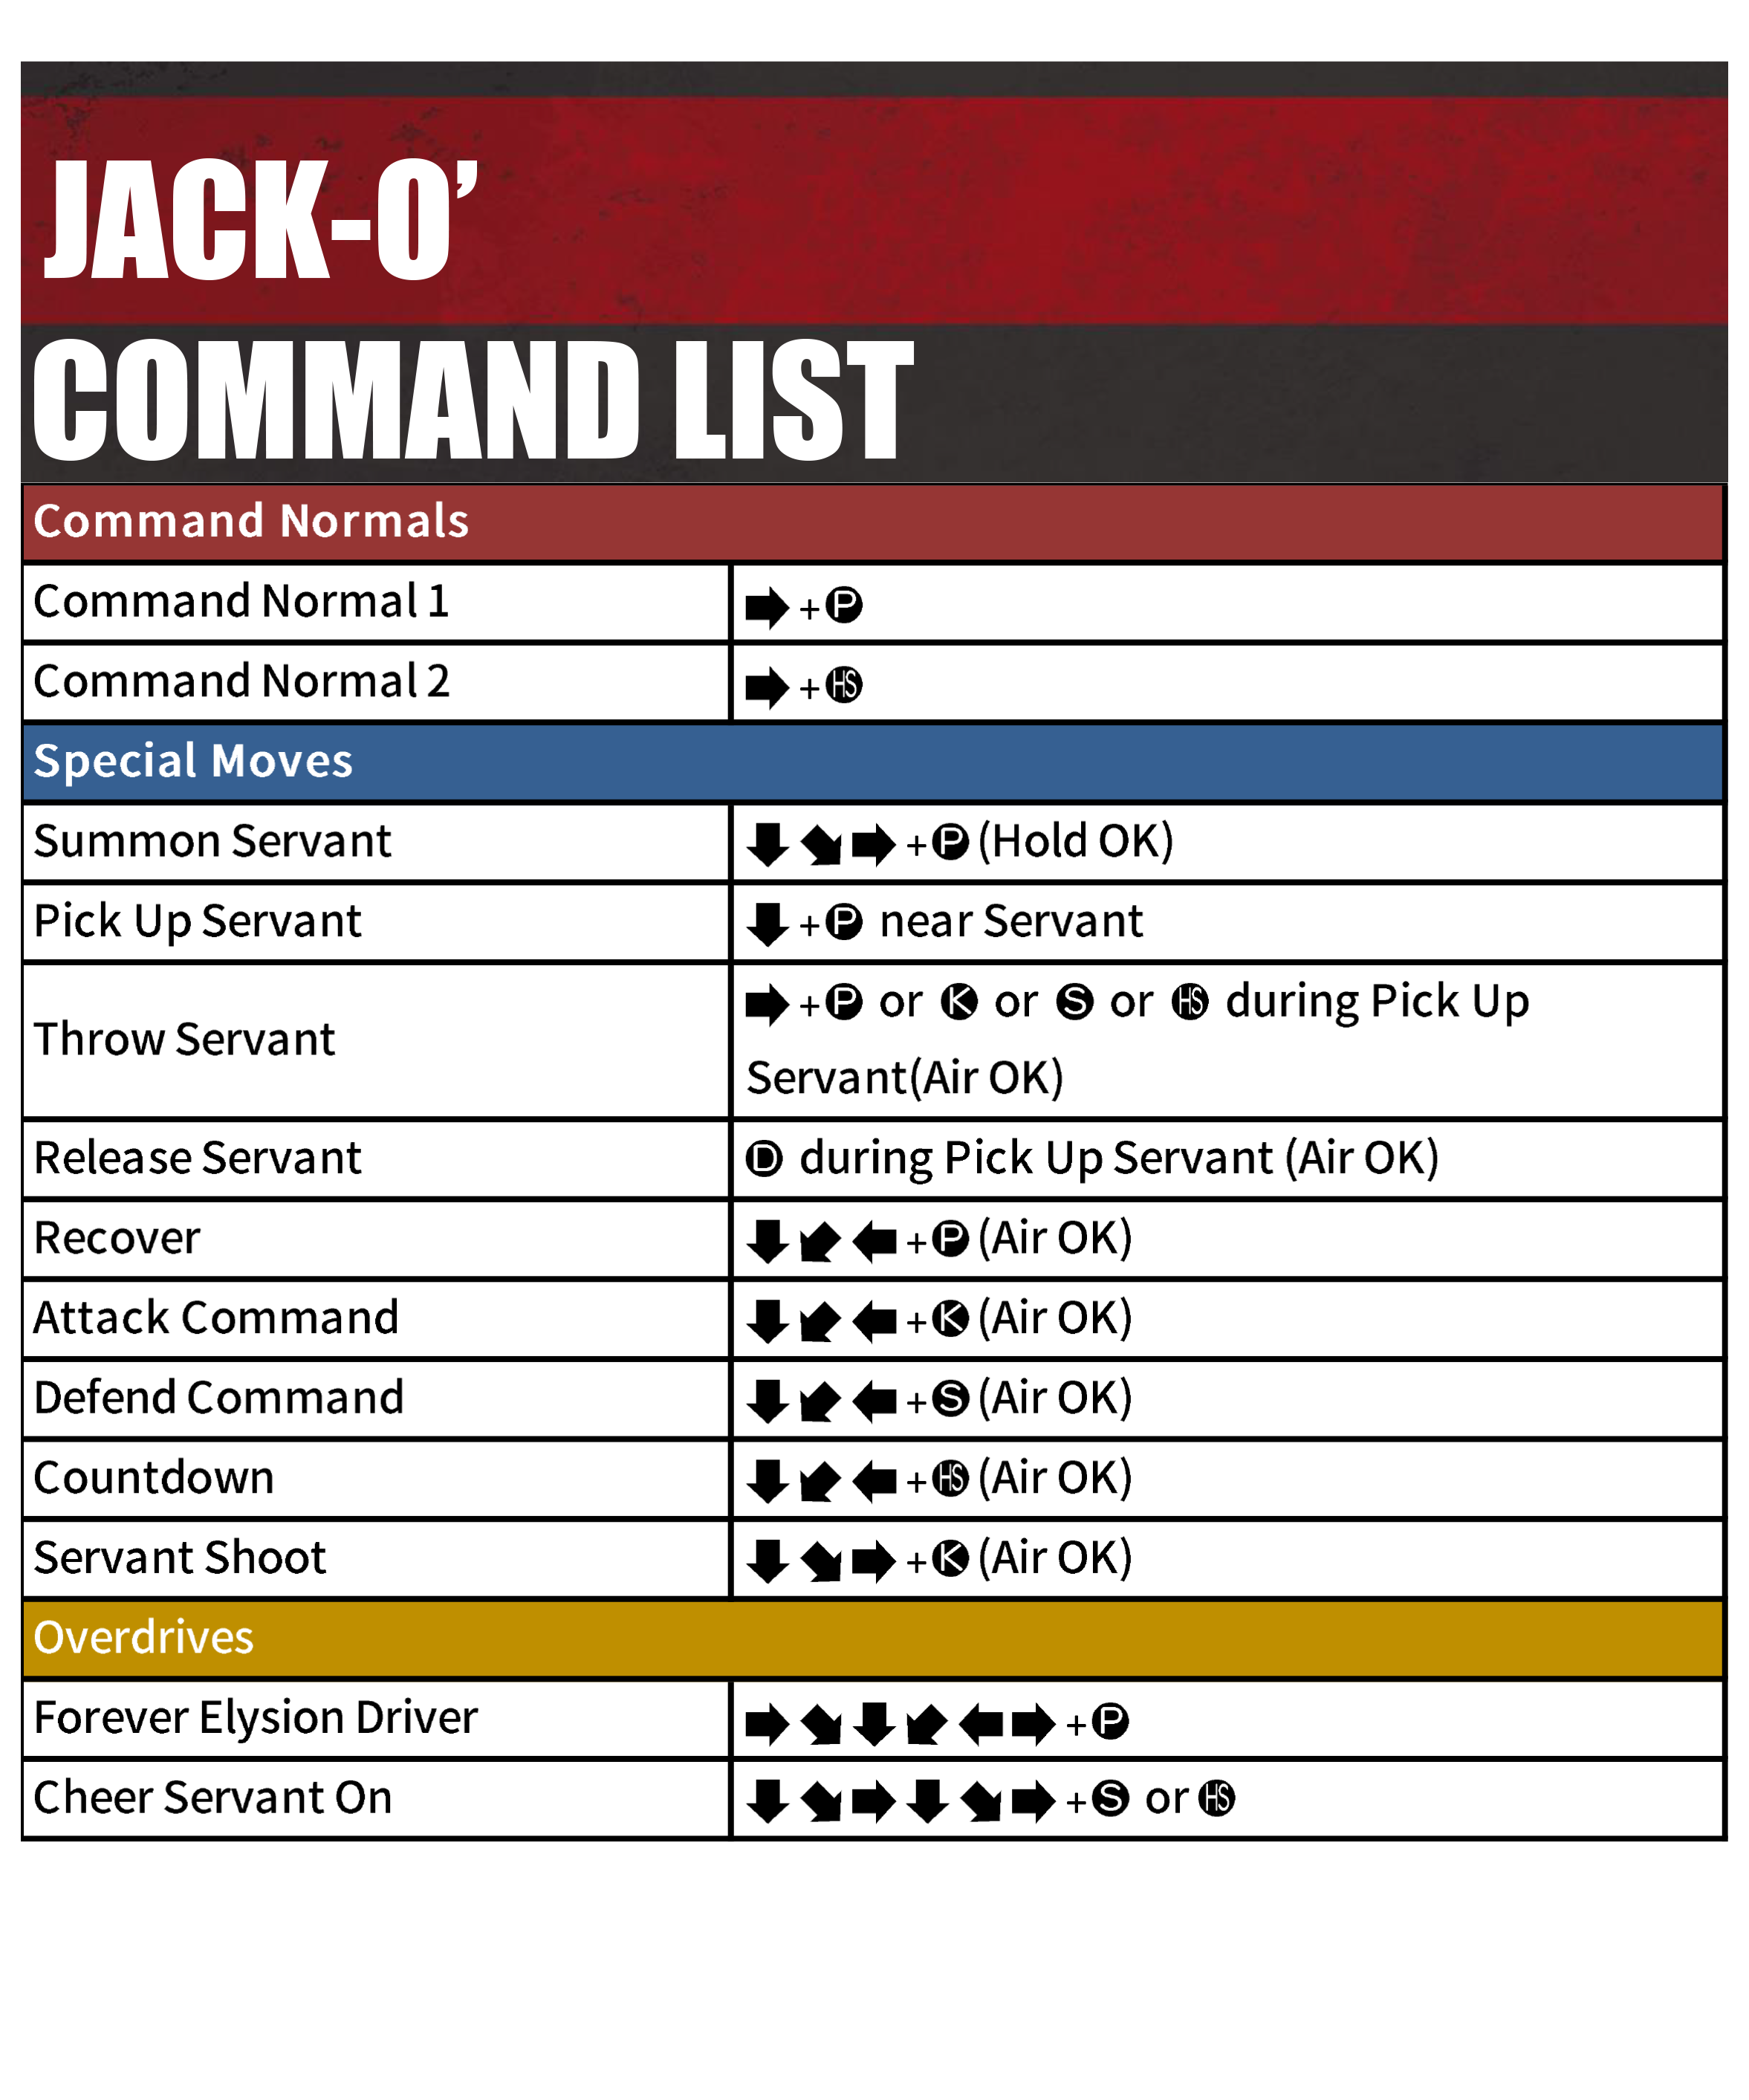 JACK-O’
COMMAND LIST
Command Normals
Command Normal 1 ➡ + P
Command Normal 2 ➡ + HS
Special Moves
Summon Servant ⬇ ↘ ➡ + P (Hold OK)
Pick Up Servant ⬇ + P near Servant
Throw Servant ➡ + P or K or S or HS during Pick Up
Servant(Air OK)
Release Servant D during Pick Up Servant (Air OK)
Recover ⬇ ↙ ⬅ + P (Air OK)
Attack Command ⬇ ↙ ⬅ + K (Air OK)
Defend Command ⬇ ↙ ⬅ + S (Air OK)
Countdown ⬇ ↙ ⬅ + HS (Air OK)
Servant Shoot ⬇ ↘ ➡ + K (Air OK)
Overdrives
Forever Elysion Driver ➡ ↘ ⬇ ↙ ⬅ ➡ + P
Cheer Servant On ⬇ ↘ ➡ ⬇ ↘ ➡ + S or HS